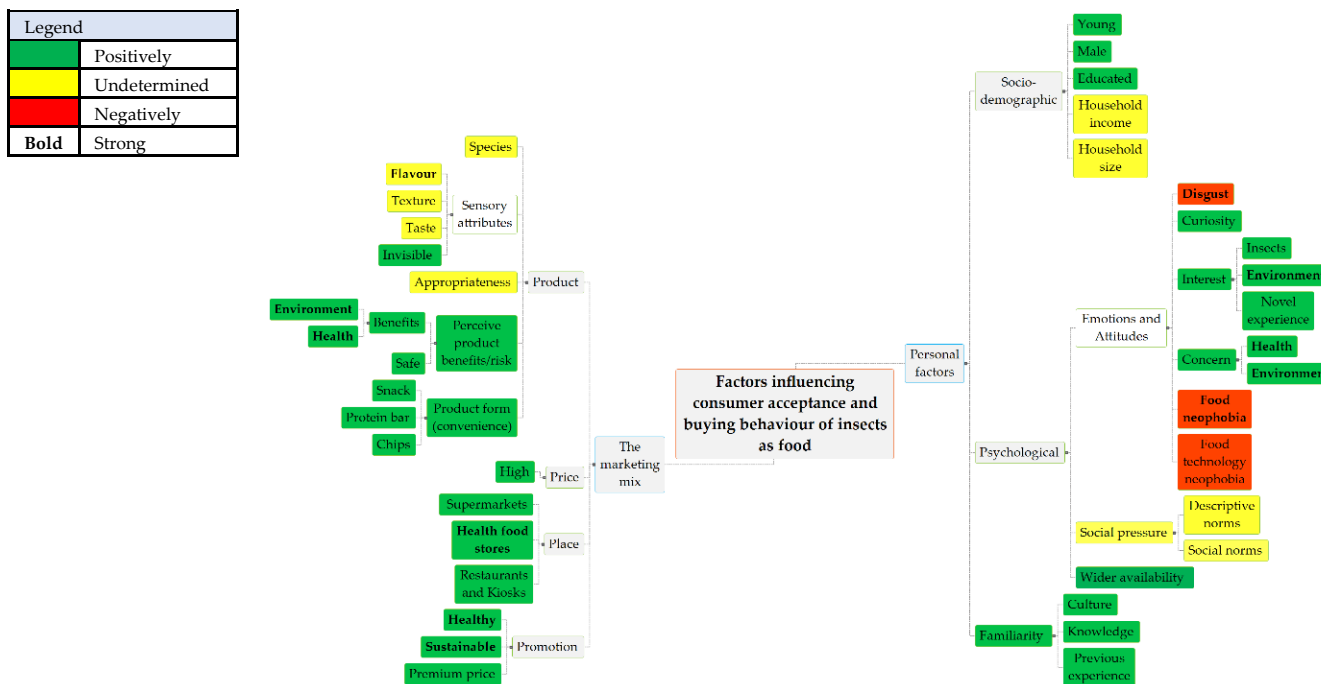 Legend
Positively
Undetermined
Negatively
Bold
Strong
Species
Flavour
Texture
Taste
Invisible
Sensory
attributes
Appropriateness
Product
Environment
Health
Benefits
Safe
Perceive
product
benefits/risk
Snack
Protein bar
Chips
Product form
(convenience)
High
Price
The
marketing
mix
Supermarkets
Health food
stores
Restaurants
and Kiosks
Place
Healthy
Sustainable
Premium price
Promotion
Factors influencing
consumer acceptance and
buying behaviour of insects
as food
Personal
factors
Socio-
demographic
Young
Male
Educated
Household
income
Household
size
Psychological
Emotions and
Attitudes
Disgust
Curiosity
Interest
Insects
Environment
Novel
experience
Concern
Health
Environment
Food
neophobia
Food
technology
neophobia
Social pressure
Descriptive
norms
Social norms
Wider availability
Familiarity
Culture
Knowledge
Previous
experience